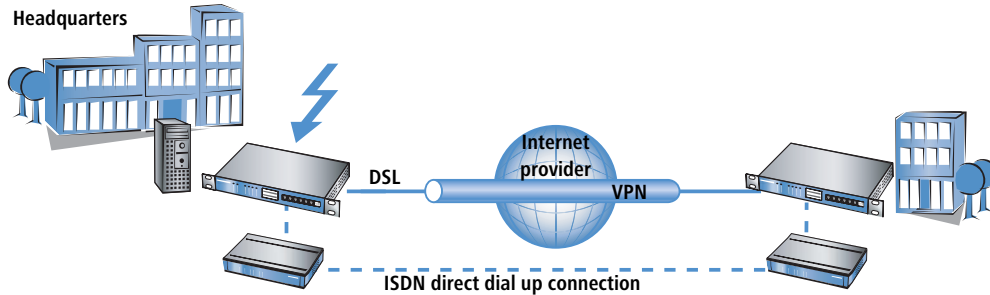 Headquarters
Internet
provider
DSL
VPN
ISDN direct dial up connection